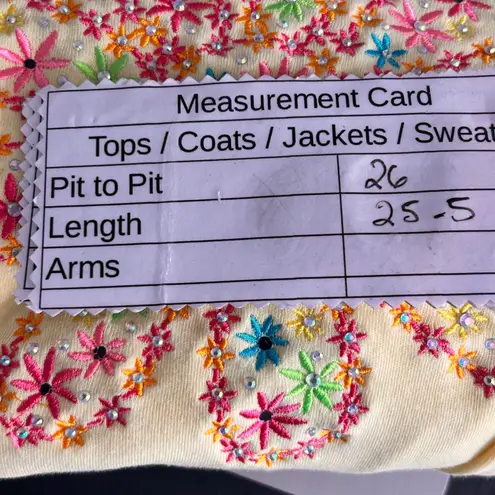 Measurement Card
Tops / Coats / Jackets / Sweat
Pit to Pit 26
Length 25-5
Arms